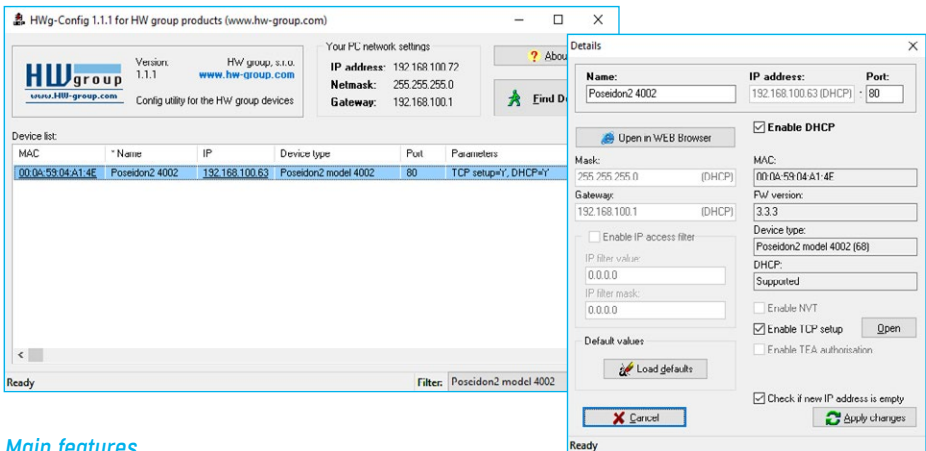 HWg-Config 1.1.1 for HW group products (www.hw-group.com)
HW group
www.HW-group.com
Version: HW group, s.r.o.
1.1.1 www.hw-group.com
Config utility for the HW group devices
Your PC network settings
IP address: 192.168.100.72
Netmask: 255.255.255.0
Gateway: 192.168.100.1
? Abou
Find De
Device list:
MAC * Name IP Device type Port Parameters
00:0A:59:04:A1:4E Poseidon2 4002 192.168.100.63 Poseidon2 model 4002 80 TCP setup='Y', DHCP='Y'
Ready Filter: Poseidon2 model 4002
Details
Name: IP address: Port:
Poseidon2 4002 192.168.100.63 (DHCP) : 80
Open in WEB Browser Enable DHCP
Mask: MAC:
255.255.255.0 (DHCP) 00:0A:59:04:A1:4E
Gateway: FW version:
192.168.100.1 (DHCP) 3.3.3
Enable IP access filter Device type:
Poseidon2 model 4002 (68)
IP filter value: DHCP:
0.0.0.0 Supported
IP filter mask:
0.0.0.0 Enable NVT
Enable TCP setup Open
Default values Enable TEA authorisation
Load defaults
Check if new IP address is empty
Cancel Apply changes
Ready
Main features